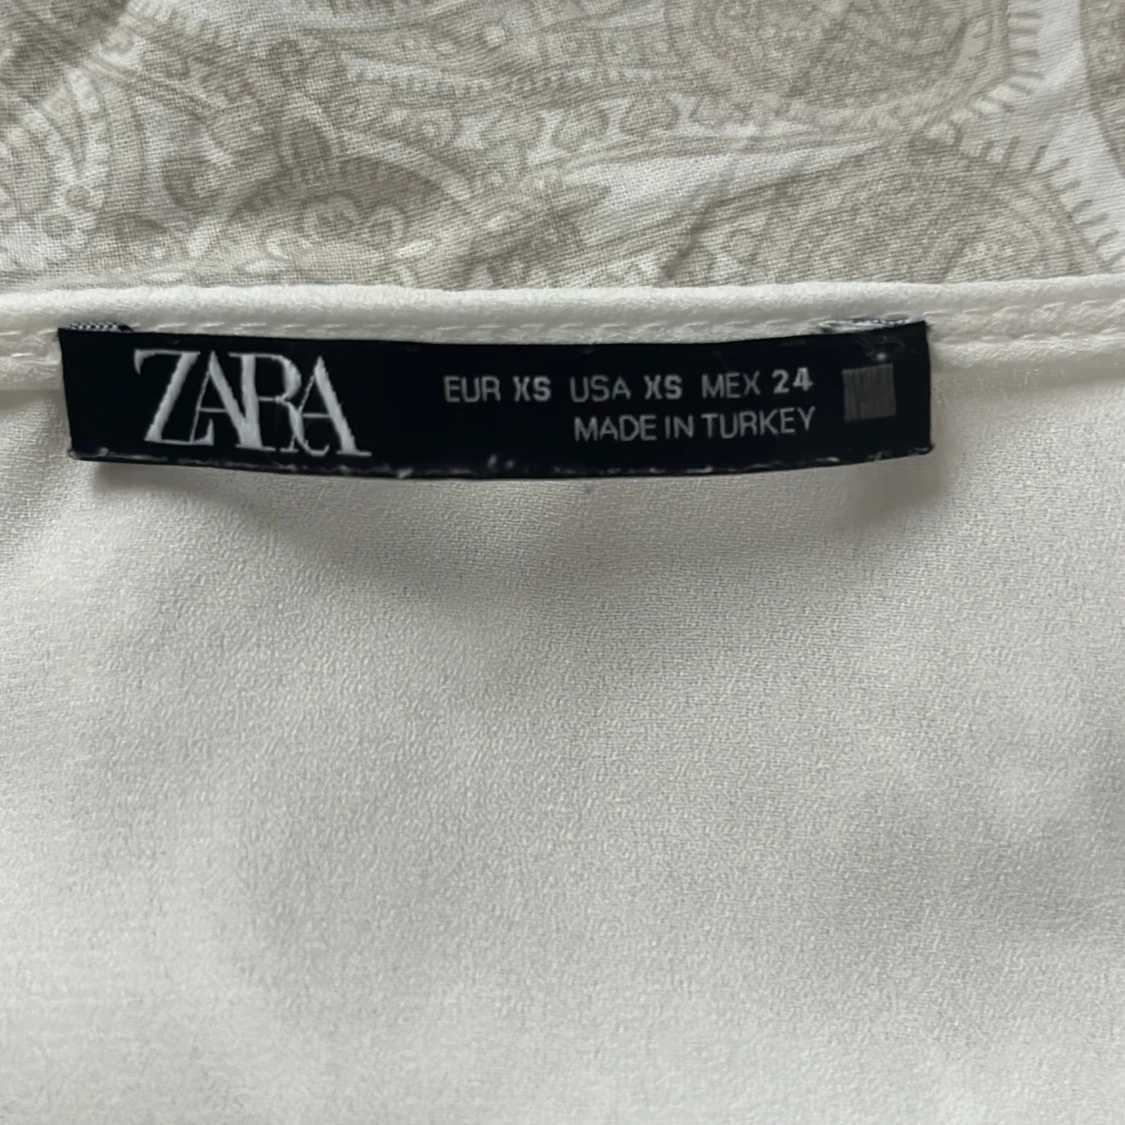 ZARA
EUR XS USA XS MEX 24
MADE IN TURKEY